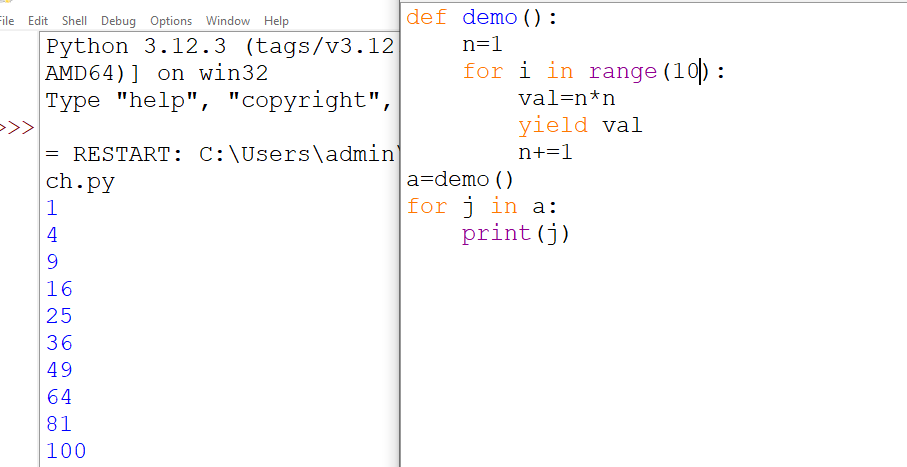 File Edit Shell Debug Options Window Help
Python 3.12.3 (tags/v3.12
AMD64)] on win32
Type "help", "copyright",
>>>
= RESTART: C:\Users\admin\
ch.py
1
4
9
16
25
36
49
64
81
100
def demo():
    n=1
    for i in range(10):
        val=n*n
        yield val
        n+=1
a=demo()
for j in a:
    print(j)